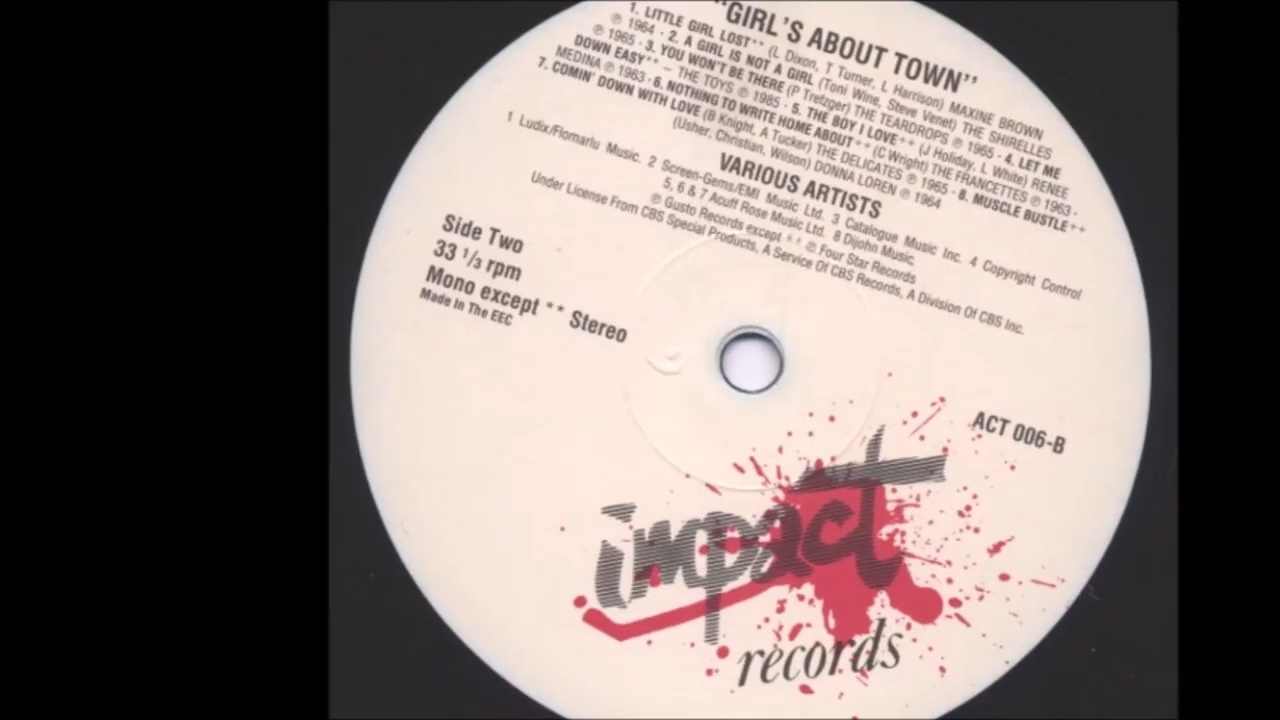 "GIRL'S ABOUT TOWN"
1. LITTLE GIRL LOST** (L Dixon, T Turner, L Harrison) MAXINE BROWN
℗ 1964 · 2. A GIRL IS NOT A GIRL (Toni Wine, Steve Venet) THE SHIRELLES
℗ 1965 · 3. YOU WON'T BE THERE (P Tretzger) THE TEARDROPS ℗ 1965 · 4. LET ME
DOWN EASY** – THE TOYS ℗ 1985 · 5. THE BOY I LOVE++ (J Holiday, L White) RENEE
MEDINA ℗ 1963 · 6. NOTHING TO WRITE HOME ABOUT++ (C Wright) THE FRANCETTES ℗ 1963 ·
7. COMIN' DOWN WITH LOVE (B Knight, A Tucker) THE DELICATES ℗ 1965 · 8. MUSCLE BUSTLE++
(Usher, Christian, Wilson) DONNA LOREN ℗ 1964
VARIOUS ARTISTS
1 Ludix/Flomarlu Music. 2 Screen-Gems/EMI Music Ltd. 3 Catalogue Music Inc. 4 Copyright Control
5, 6 & 7 Acuff Rose Music Ltd. 8 Dijohn Music.
℗ Gusto Records except ++ ℗ Four Star Records
Under License From CBS Special Products, A Service Of CBS Records, A Division Of CBS Inc.
Side Two
33 1/3 rpm
Mono except ** Stereo
Made In The EEC
ACT 006-B
impact
records